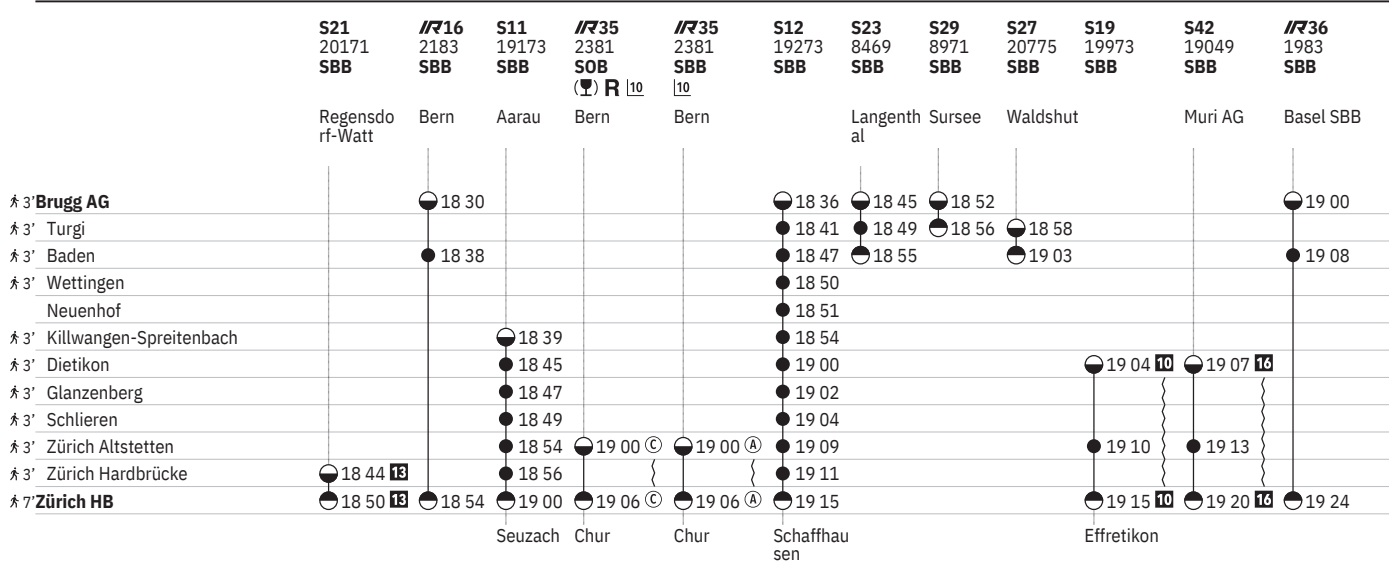 S21 IR16 S11 IR35 IR35 S12 S23 S29 S27 S19 S42 IR36
20171 2183 19173 2381 2381 19273 8469 8971 20775 19973 19049 1983
SBB SBB SBB SOB SBB SBB SBB SBB SBB SBB SBB SBB
R 10 10
Regensdo Bern Aarau Bern Bern Langenth Sursee Waldshut Muri AG Basel SBB
rf-Watt al
3' Brugg AG 18 30 18 36 18 45 18 52 19 00
3' Turgi 18 41 18 49 18 56 18 58
3' Baden 18 38 18 47 18 55 19 03 19 08
3' Wettingen 18 50
Neuenhof 18 51
3' Killwangen-Spreitenbach 18 39 18 54
3' Dietikon 18 45 19 00 19 04 10 19 07 16
3' Glanzenberg 18 47 19 02
3' Schlieren 18 49 19 04
3' Zürich Altstetten 18 54 19 00 C 19 00 A 19 09 19 10 19 13
3' Zürich Hardbrücke 18 44 13 18 56 19 11
7' Zürich HB 18 50 13 18 54 19 00 19 06 C 19 06 A 19 15 19 15 10 19 20 16 19 24
Seuzach Chur Chur Schaffhau Effretikon
sen